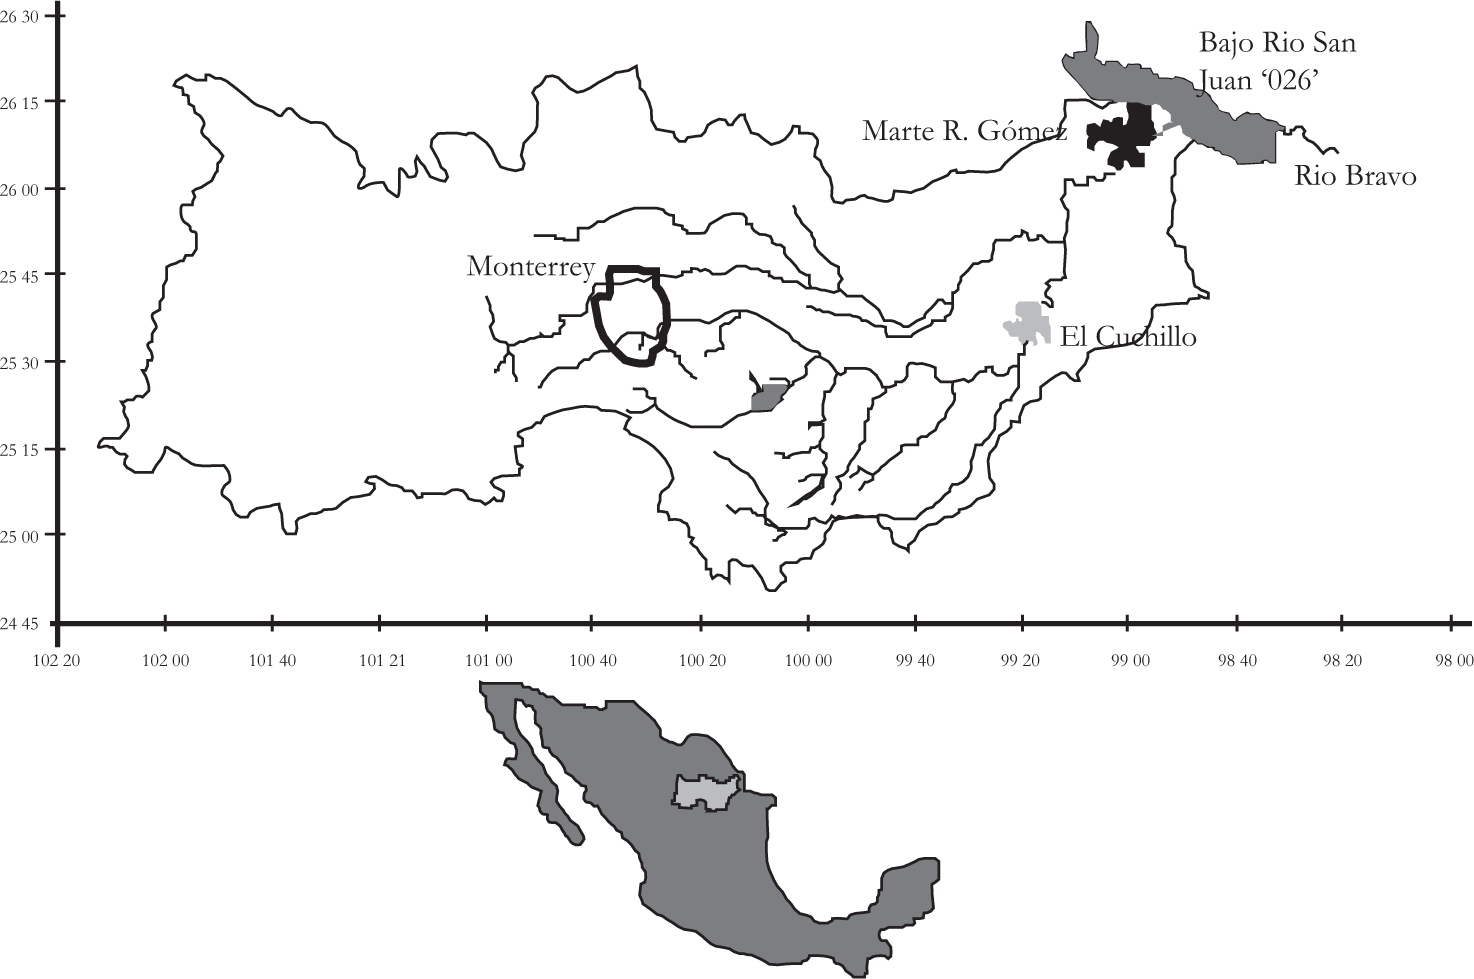 26 30
Bajo Rio San
Juan ‘026’
26 15
Marte R. Gómez
Rio Bravo
26 00
Monterrey
25 45
El Cuchillo
25 30
25 15
25 00
24 45
102 20 102 00 101 40 101 21 101 00 100 40 100 20 100 00 99 40 99 20 99 00 98 40 98 20 98 00